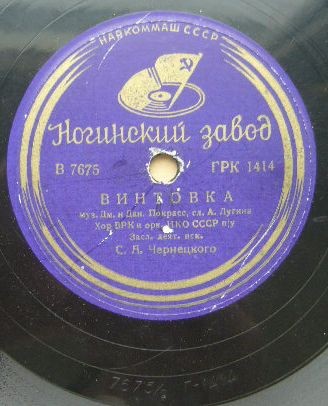 НАРКОММАШ СССР
Ногинский завод
В 7675 ГРК 1414
ВИНТОВКА
муз. Дм. и Дан. Покрасс, сл. А. Лугина
Хор ВРК и орк. НКО СССР п/у
Засл. деят. иск.
С. А. Чернецкого